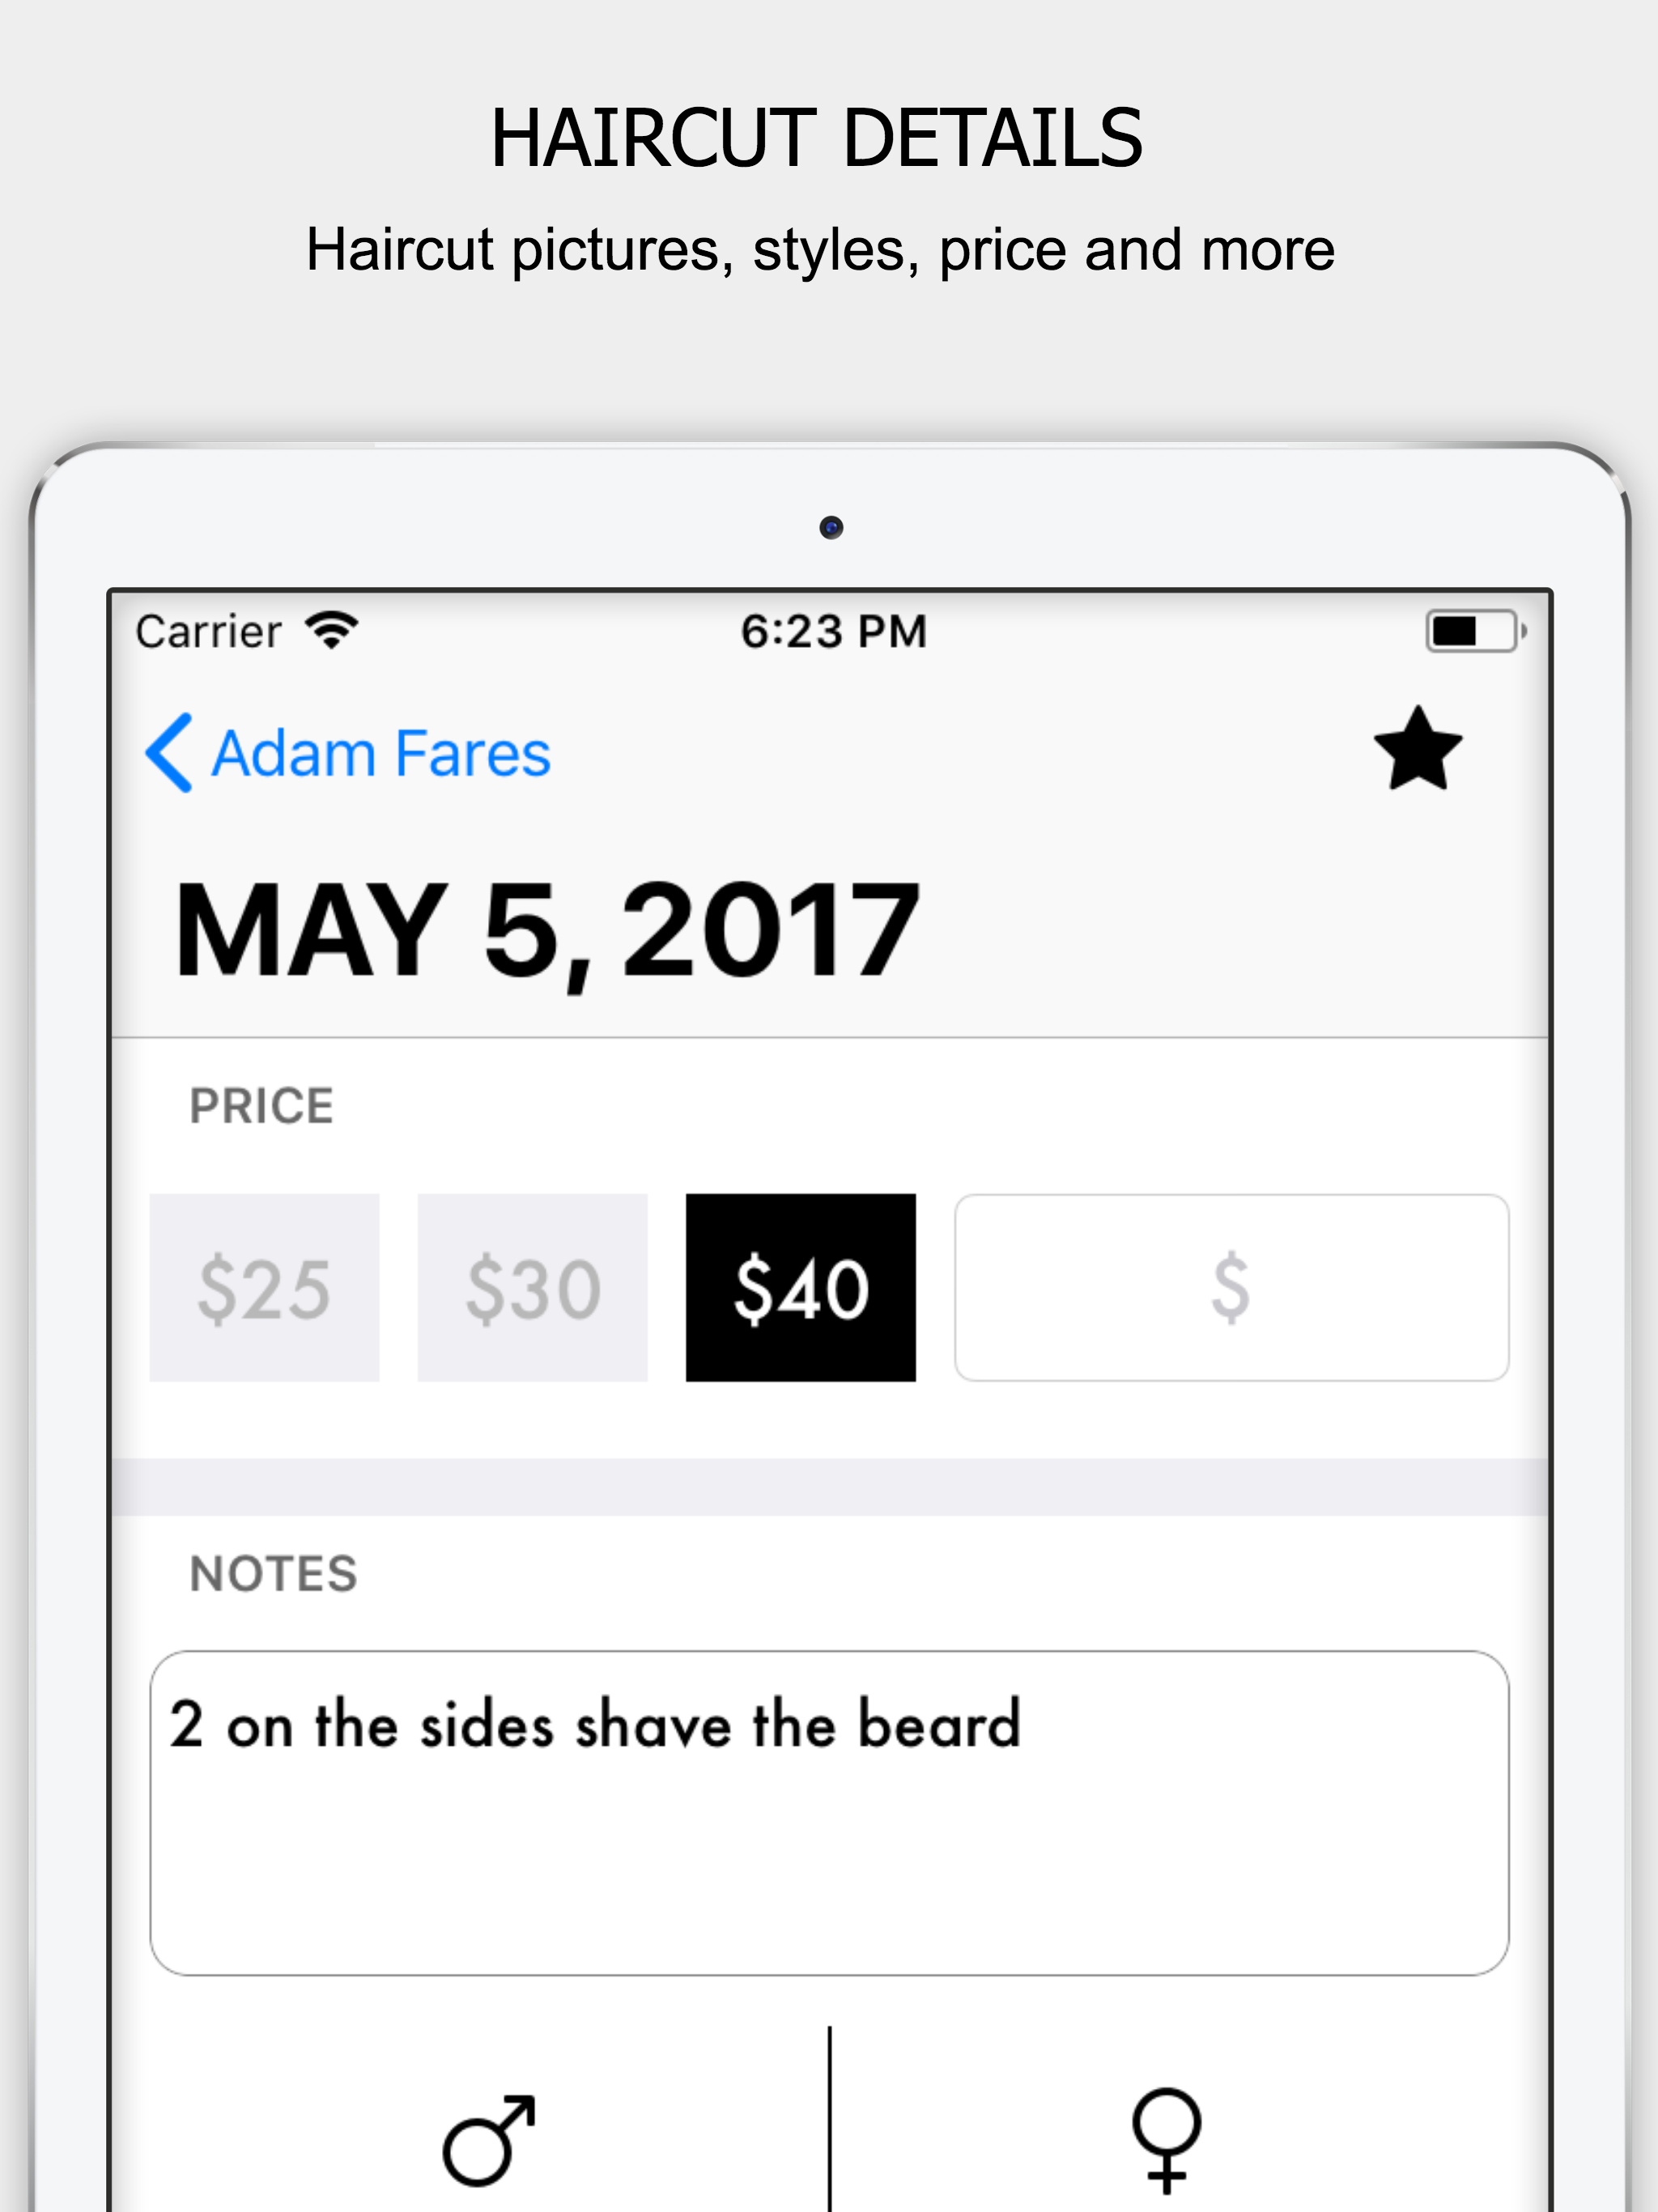 HAIRCUT DETAILS
Haircut pictures, styles, price and more
Carrier 6:23 PM
Adam Fares
MAY 5, 2017
PRICE
$25 $30 $40 $
NOTES
2 on the sides shave the beard